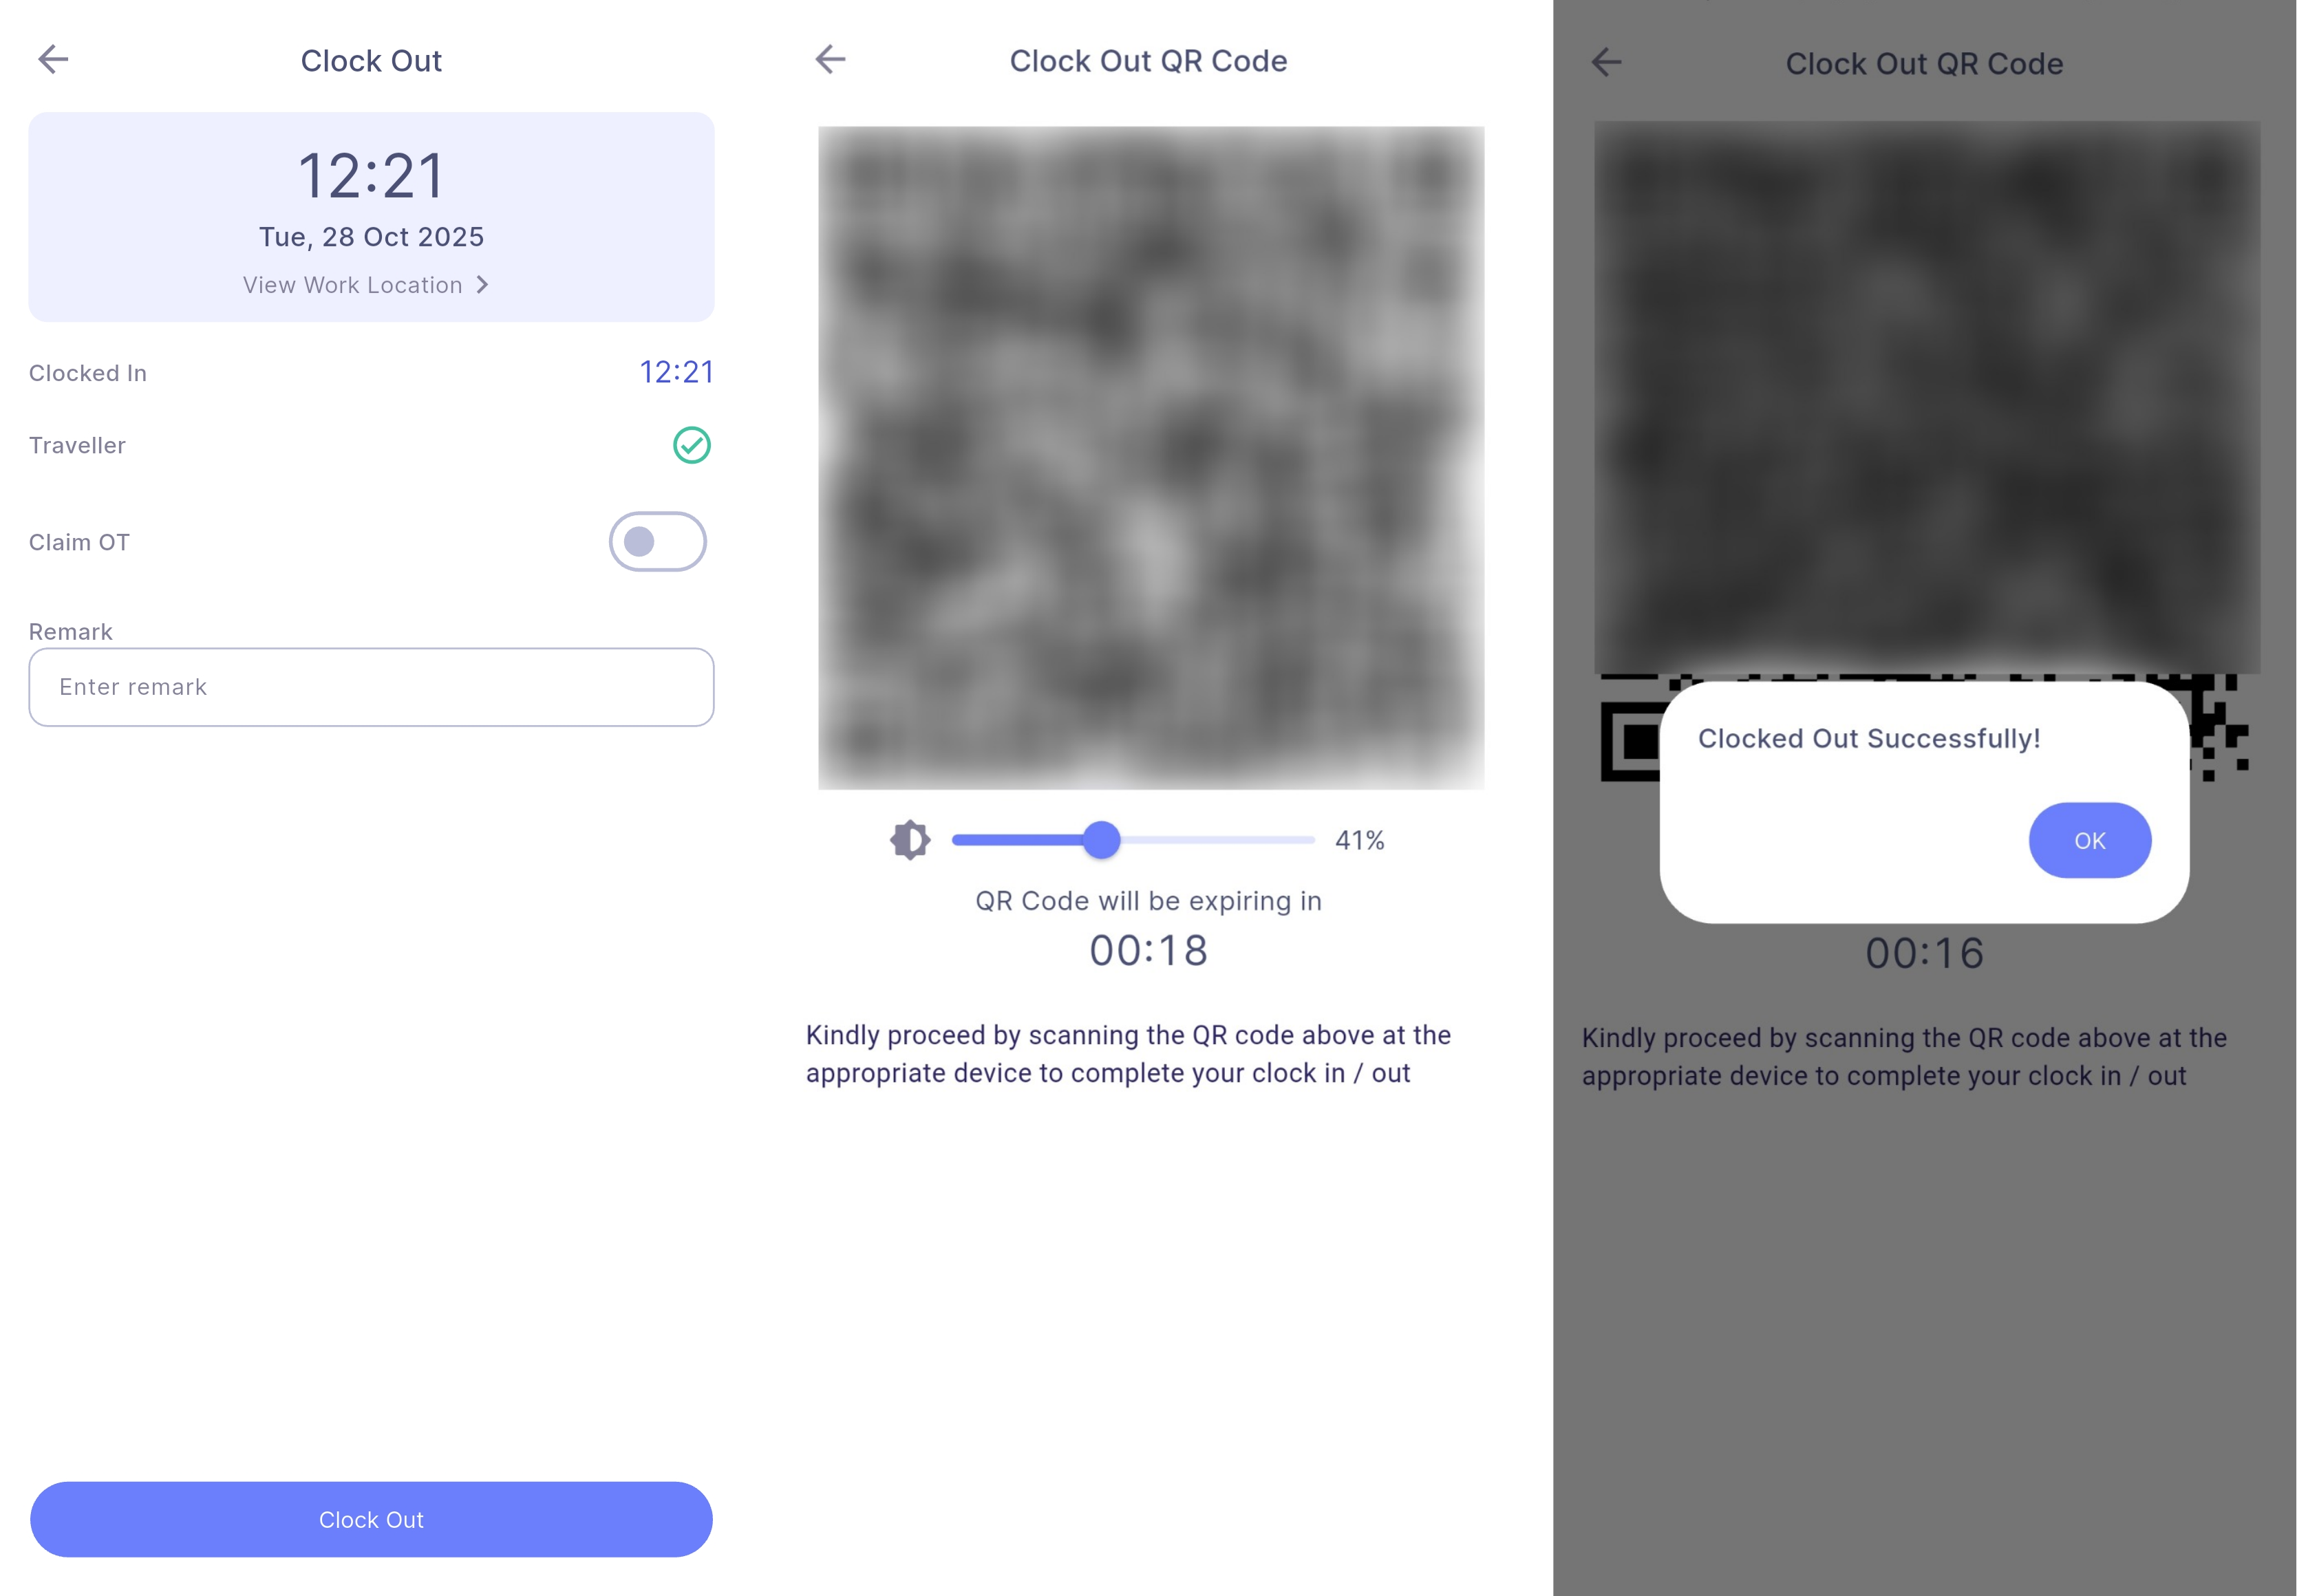 Clock Out
12:21
Tue, 28 Oct 2025
View Work Location
Clocked In
12:21
Traveller
Claim OT
Remark
Enter remark
Clock Out
Clock Out QR Code
41%
QR Code will be expiring in
00:18
Kindly proceed by scanning the QR code above at the
appropriate device to complete your clock in / out
Clock Out QR Code
Clocked Out Successfully!
OK
00:16
Kindly proceed by scanning the QR code above at the
appropriate device to complete your clock in / out